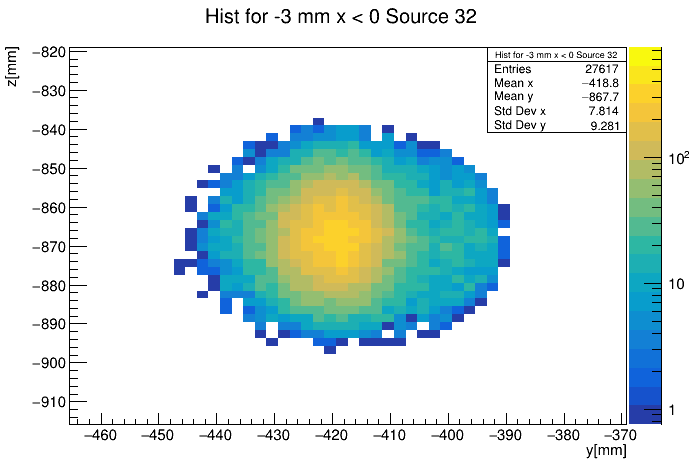 Hist for -3 mm x < 0 Source 32
z[mm]
Hist for -3 mm x < 0 Source 32
Entries 27617
Mean x −418.8
Mean y −867.7
Std Dev x 7.814
Std Dev y 9.281
−820
−830
−840
−850
−860
−870
−880
−890
−900
−910
10²
10
1
−460 −450 −440 −430 −420 −410 −400 −390 −380 −370
y[mm]